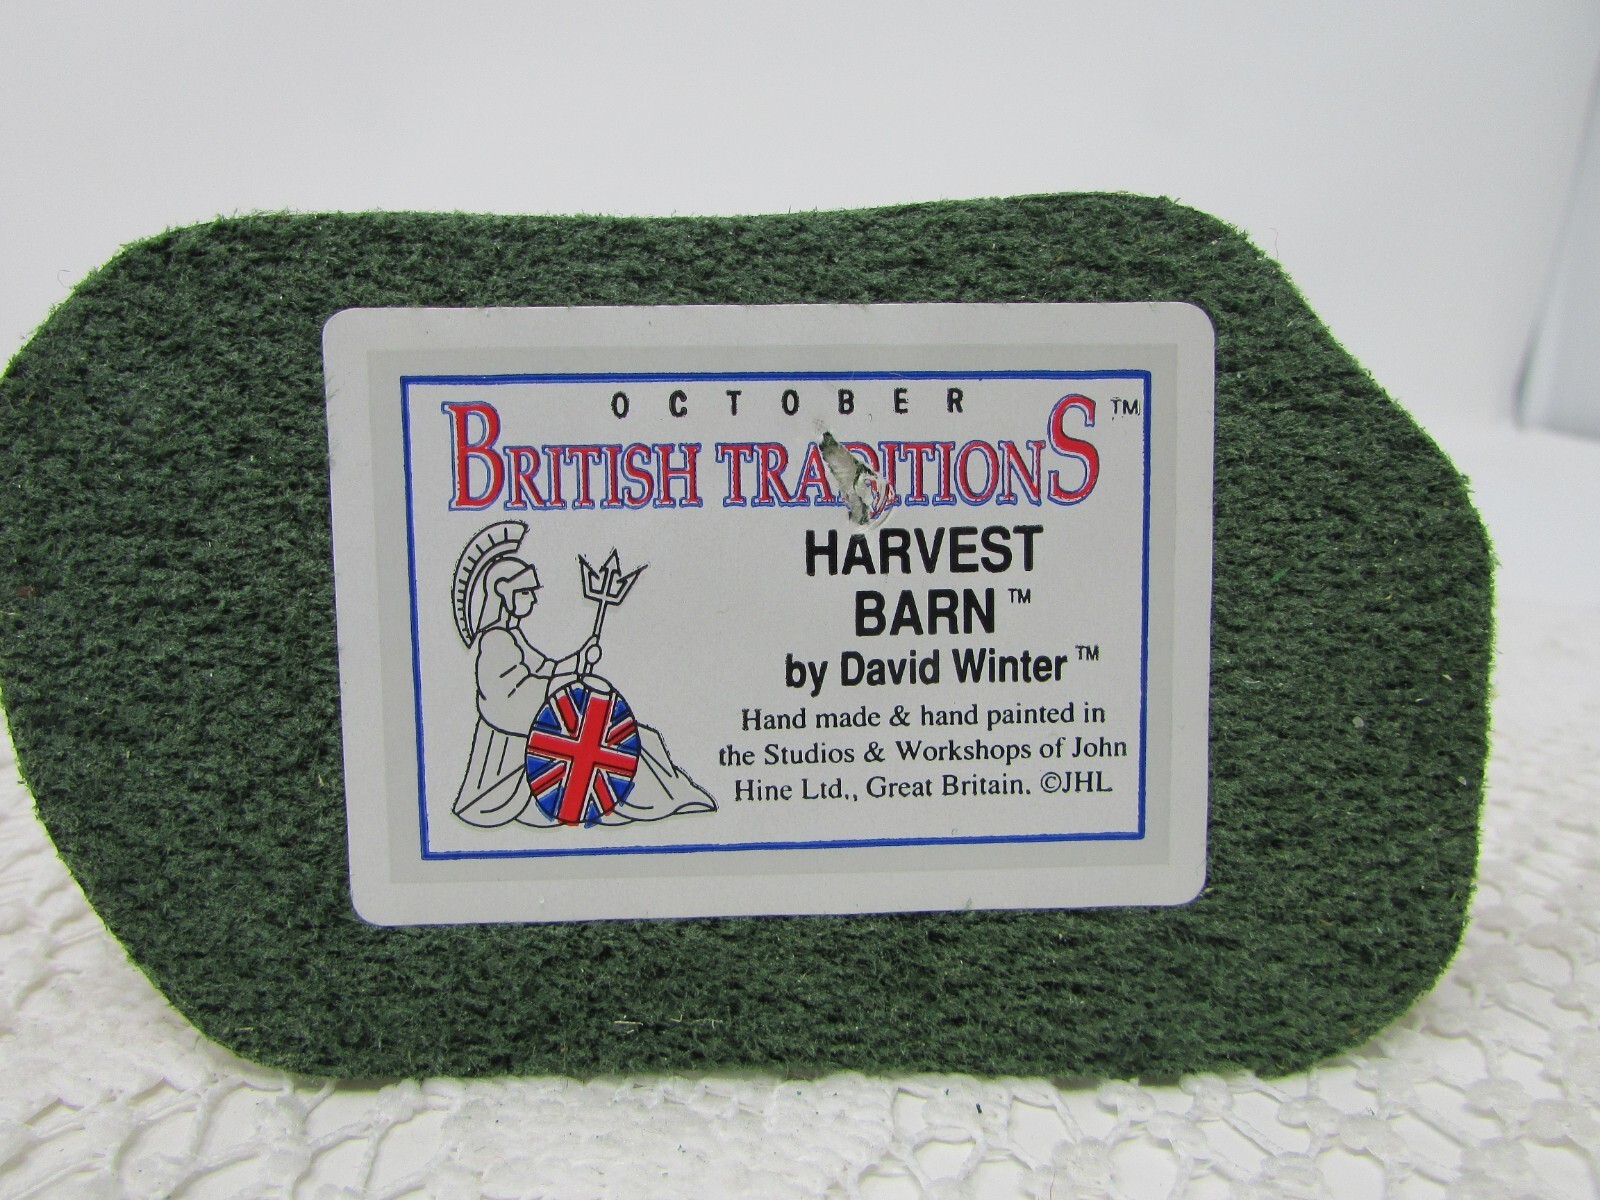 OCTOBER
BRITISH TRADITIONS™
HARVEST
BARN™
by David Winter™
Hand made & hand painted in
the Studios & Workshops of John
Hine Ltd., Great Britain. ©JHL